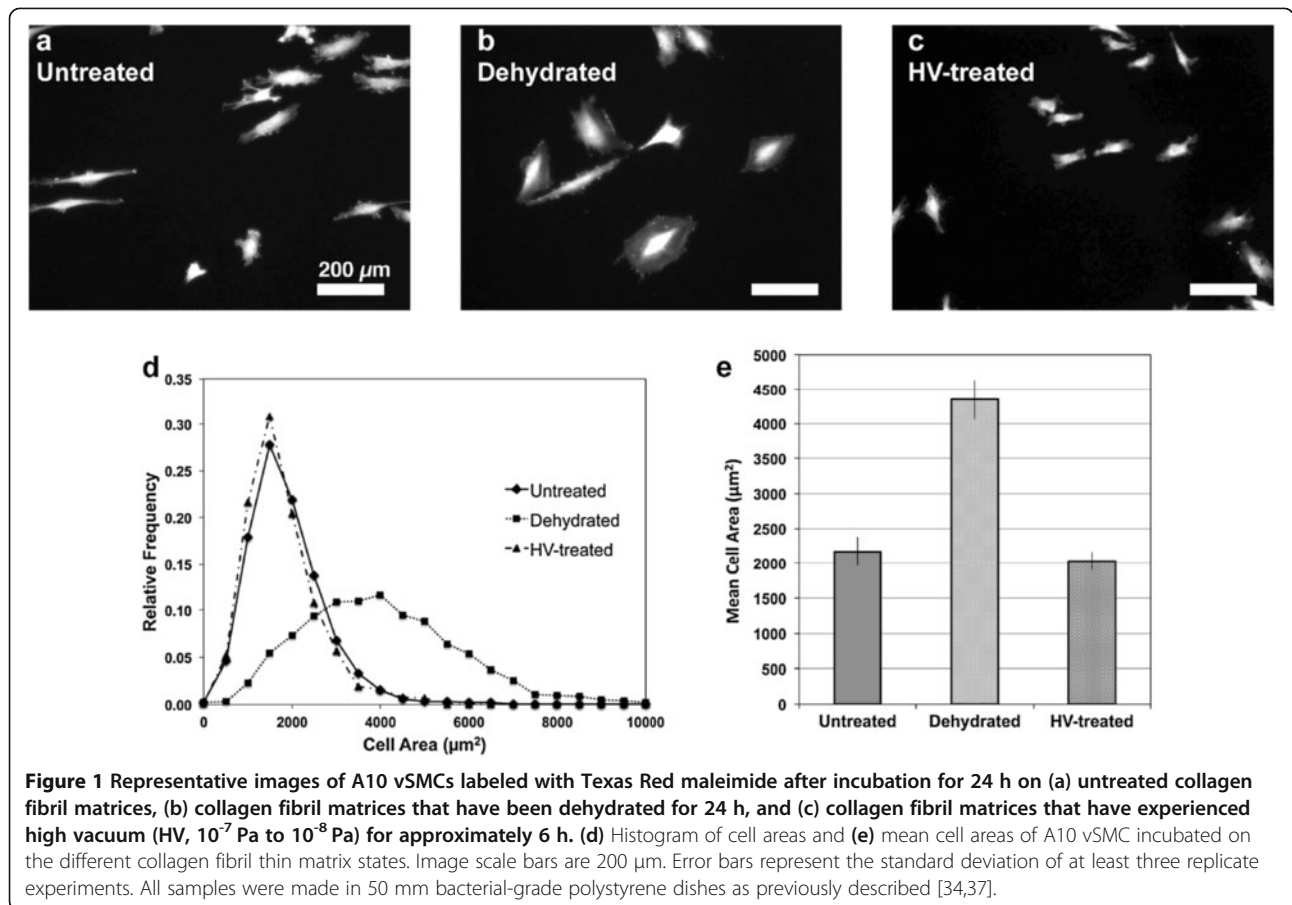 a
Untreated
200 µm
b
Dehydrated
c
HV-treated
d
0.35
0.30
0.25
0.20
0.15
0.10
0.05
0.00
Relative Frequency
Untreated
Dehydrated
HV-treated
0
2000
4000
6000
8000
10000
Cell Area (µm²)
e
5000
4500
4000
3500
3000
2500
2000
1500
1000
500
0
Mean Cell Area (µm²)
Untreated
Dehydrated
HV-treated
Figure 1 Representative images of A10 vSMCs labeled with Texas Red maleimide after incubation for 24 h on (a) untreated collagen
fibril matrices, (b) collagen fibril matrices that have been dehydrated for 24 h, and (c) collagen fibril matrices that have experienced
high vacuum (HV, 10⁻⁷ Pa to 10⁻⁸ Pa) for approximately 6 h. (d) Histogram of cell areas and (e) mean cell areas of A10 vSMC incubated on
the different collagen fibril thin matrix states. Image scale bars are 200 µm. Error bars represent the standard deviation of at least three replicate
experiments. All samples were made in 50 mm bacterial-grade polystyrene dishes as previously described [34,37].